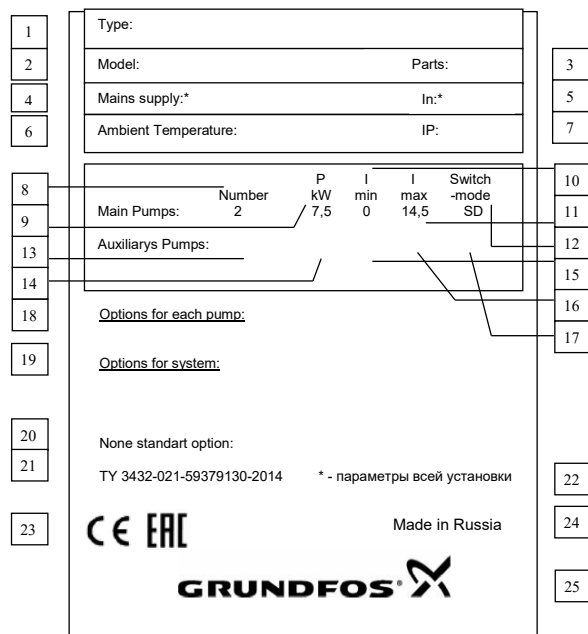 1 Type:
2 Model: Parts: 3
4 Mains supply:* In:* 5
6 Ambient Temperature: IP: 7
P I I Switch 10
8 Number kW min max -mode 11
9 Main Pumps: 2 7,5 0 14,5 SD
13 Auxiliarys Pumps: 12
14 15
18 Options for each pump: 16
17
19 Options for system:
20 None standart option:
21 ТУ 3432-021-59379130-2014 * - параметры всей установки 22
23 CE EAC Made in Russia 24
GRUNDFOS 25